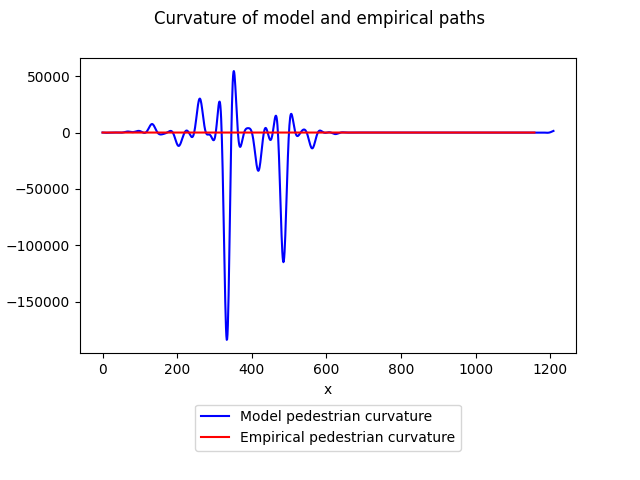 Curvature of model and empirical paths
50000
0
−50000
−100000
−150000
0 200 400 600 800 1000 1200
x
Model pedestrian curvature
Empirical pedestrian curvature